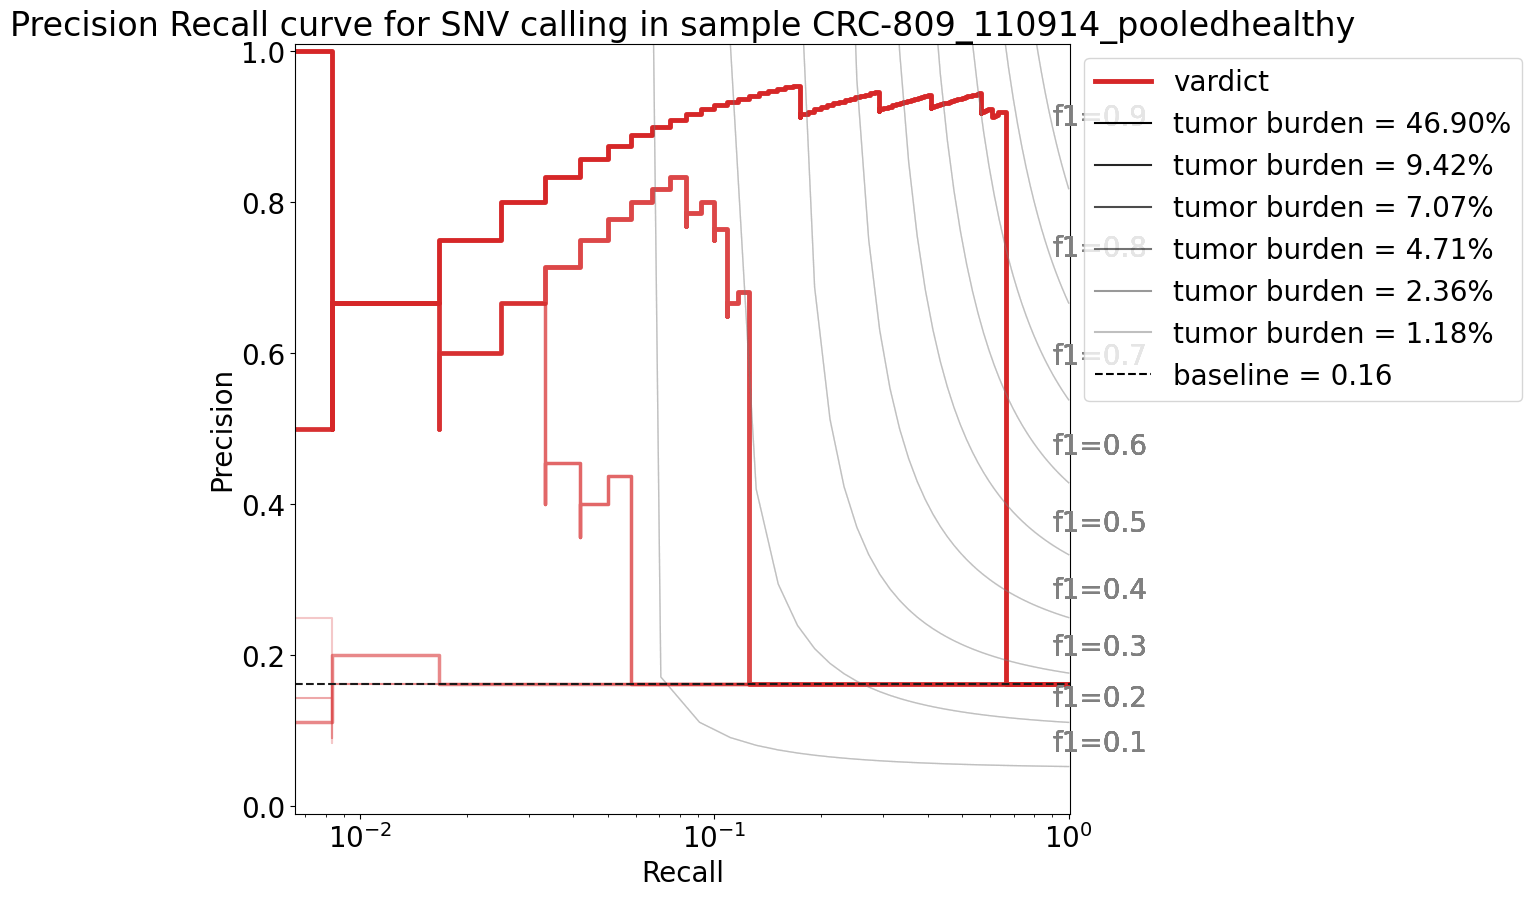 Precision Recall curve for SNV calling in sample CRC-809_110914_pooledhealthy
vardict
tumor burden = 46.90%
tumor burden = 9.42%
tumor burden = 7.07%
tumor burden = 4.71%
tumor burden = 2.36%
tumor burden = 1.18%
baseline = 0.16
f1=0.9
f1=0.8
f1=0.7
f1=0.6
f1=0.5
f1=0.4
f1=0.3
f1=0.2
f1=0.1
Precision
1.0
0.8
0.6
0.4
0.2
0.0
10⁻² 10⁻¹ 10⁰
Recall